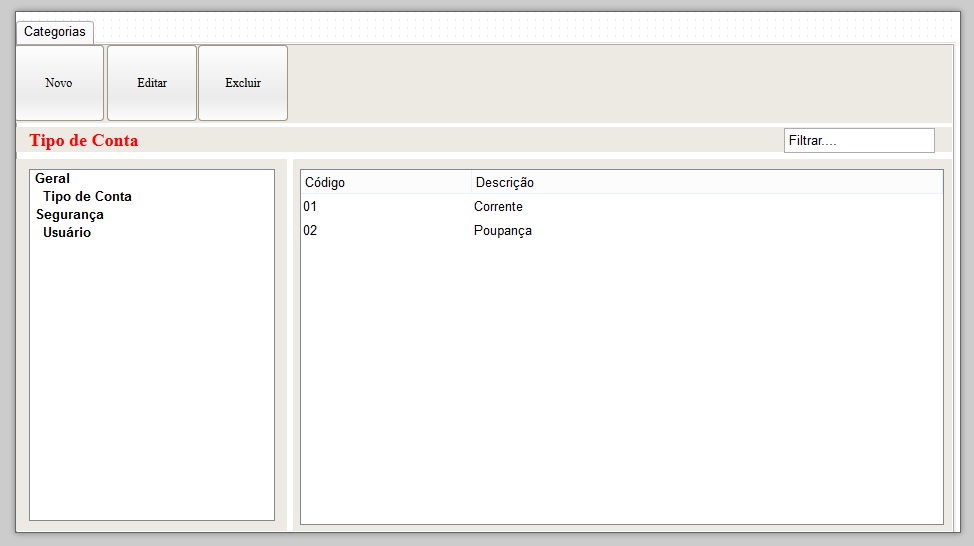 Categorias
Novo Editar Excluir
Tipo de Conta Filtrar....
Geral
Tipo de Conta
Segurança
Usuário
Código Descrição
01 Corrente
02 Poupança